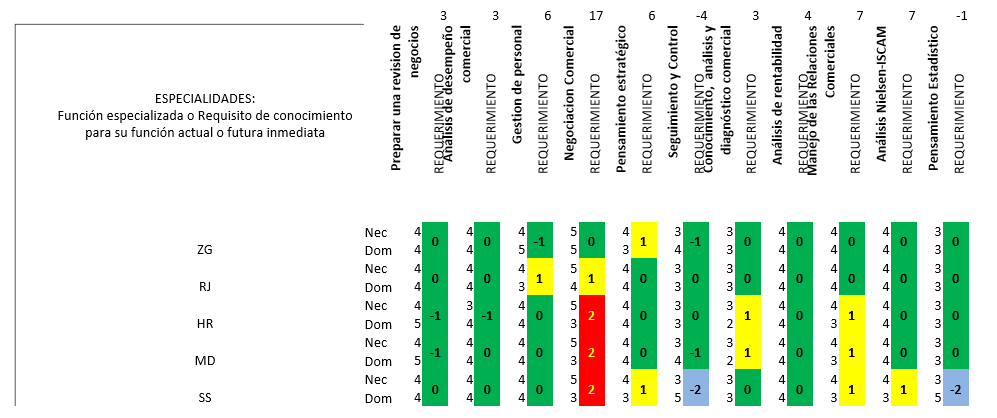 3 3 6 17 6 -4 3 4 7 7 -1
ESPECIALIDADES:
Función especializada o Requisito de conocimiento
para su función actual o futura inmediata
Preparar una revision de
negocios
REQUERIMIENTO
Análisis de desempeño
comercial
REQUERIMIENTO
Gestion de personal
REQUERIMIENTO
Negociacion Comercial
REQUERIMIENTO
Pensamiento estratégico
REQUERIMIENTO
Seguimiento y Control
REQUERIMIENTO
Conocimiento, análisis y
diagnóstico comercial
REQUERIMIENTO
Análisis de rentabilidad
REQUERIMIENTO
Manejo de las Relaciones
Comerciales
REQUERIMIENTO
Análisis Nielsen-ISCAM
REQUERIMIENTO
Pensamiento Estadístico
REQUERIMIENTO
Nec 4 4 4 5 4 3 3 4 4 4 3
0 0 -1 0 1 -1 0 0 0 0 0
ZG Dom 4 4 5 5 3 4 3 4 4 4 3
Nec 4 4 4 5 4 3 3 4 4 4 3
0 0 1 1 0 0 0 0 0 0 0
RJ Dom 4 4 3 4 4 3 3 4 4 4 3
Nec 4 3 4 5 4 3 3 4 4 4 3
-1 -1 0 2 0 0 1 0 1 0 0
HR Dom 5 4 4 3 4 3 2 4 3 4 3
Nec 4 4 4 5 4 3 3 4 4 4 3
-1 0 0 2 0 -1 1 0 1 0 0
MD Dom 5 4 4 3 4 4 2 4 3 4 3
Nec 4 4 4 5 4 3 3 4 4 4 3
0 0 0 2 1 -2 0 0 1 1 -2
SS Dom 4 4 4 3 3 5 3 4 3 3 5